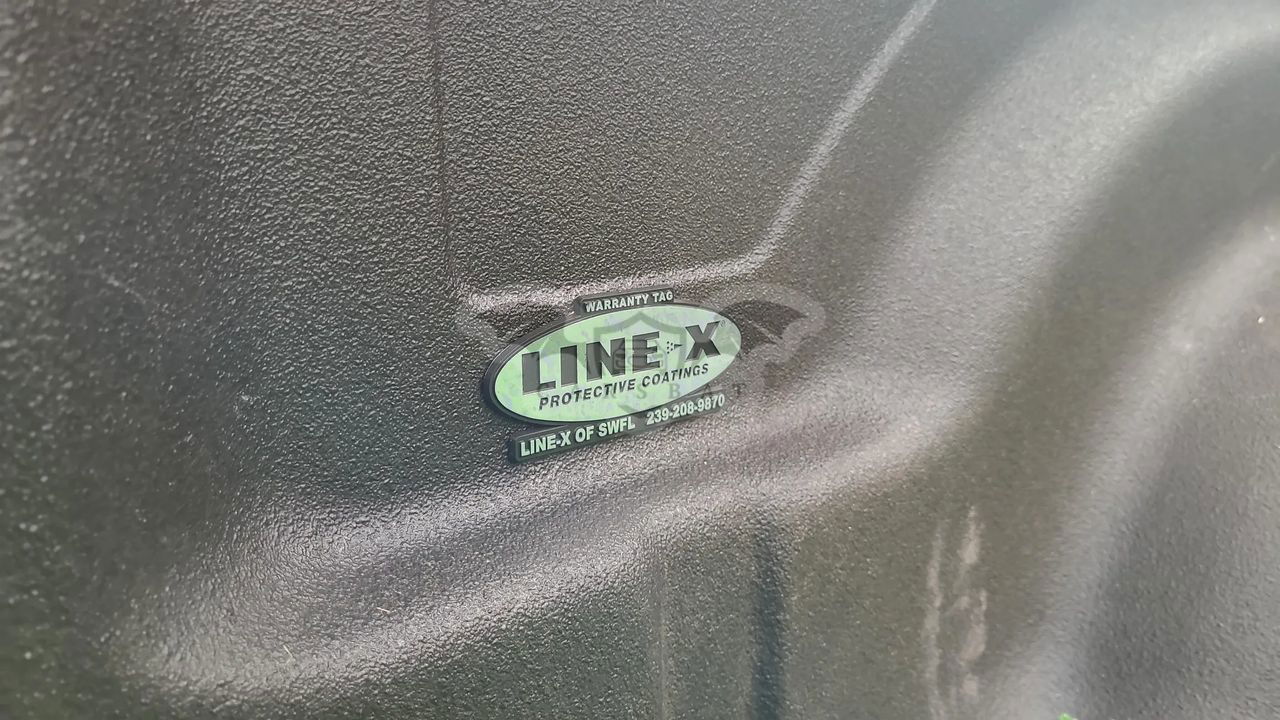 WARRANTY TAG
LINE-X®
PROTECTIVE COATINGS
LINE-X OF SWFL 239-208-9870